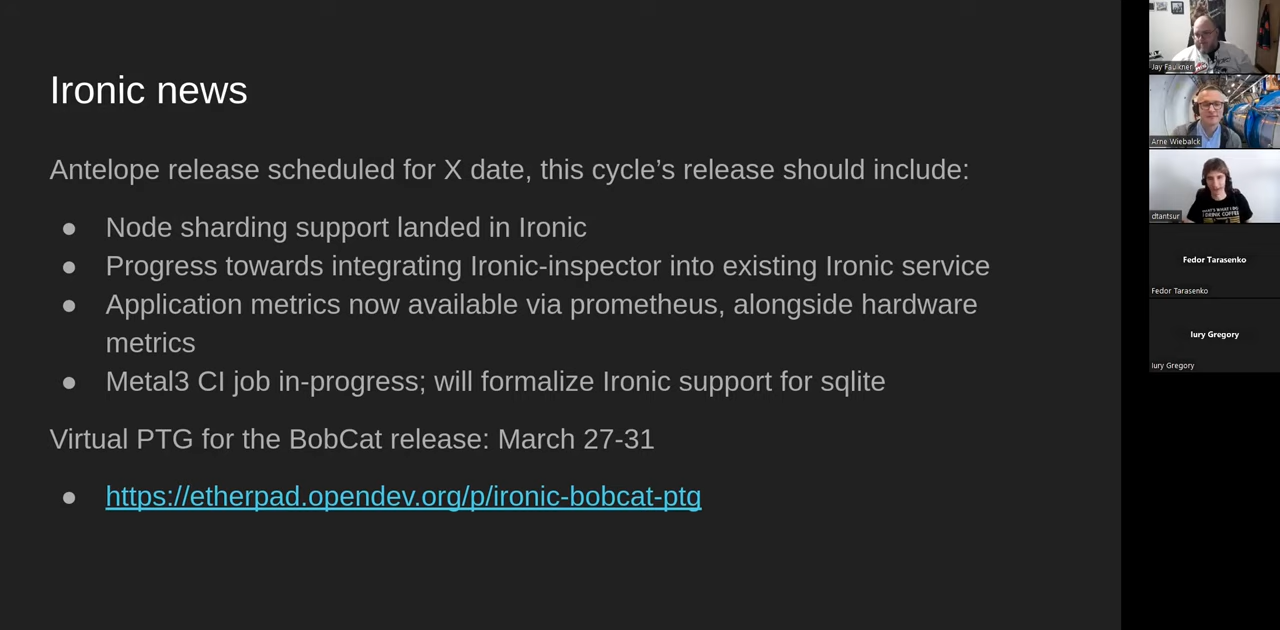 Ironic news
Antelope release scheduled for X date, this cycle’s release should include:
● Node sharding support landed in Ironic
● Progress towards integrating Ironic-inspector into existing Ironic service
● Application metrics now available via prometheus, alongside hardware
metrics
● Metal3 CI job in-progress; will formalize Ironic support for sqlite
Virtual PTG for the BobCat release: March 27-31
● https://etherpad.opendev.org/p/ironic-bobcat-ptg
Jay Faulkner
Arne Wiebalck
dtantsur
Fedor Tarasenko
Fedor Tarasenko
Iury Gregory
Iury Gregory